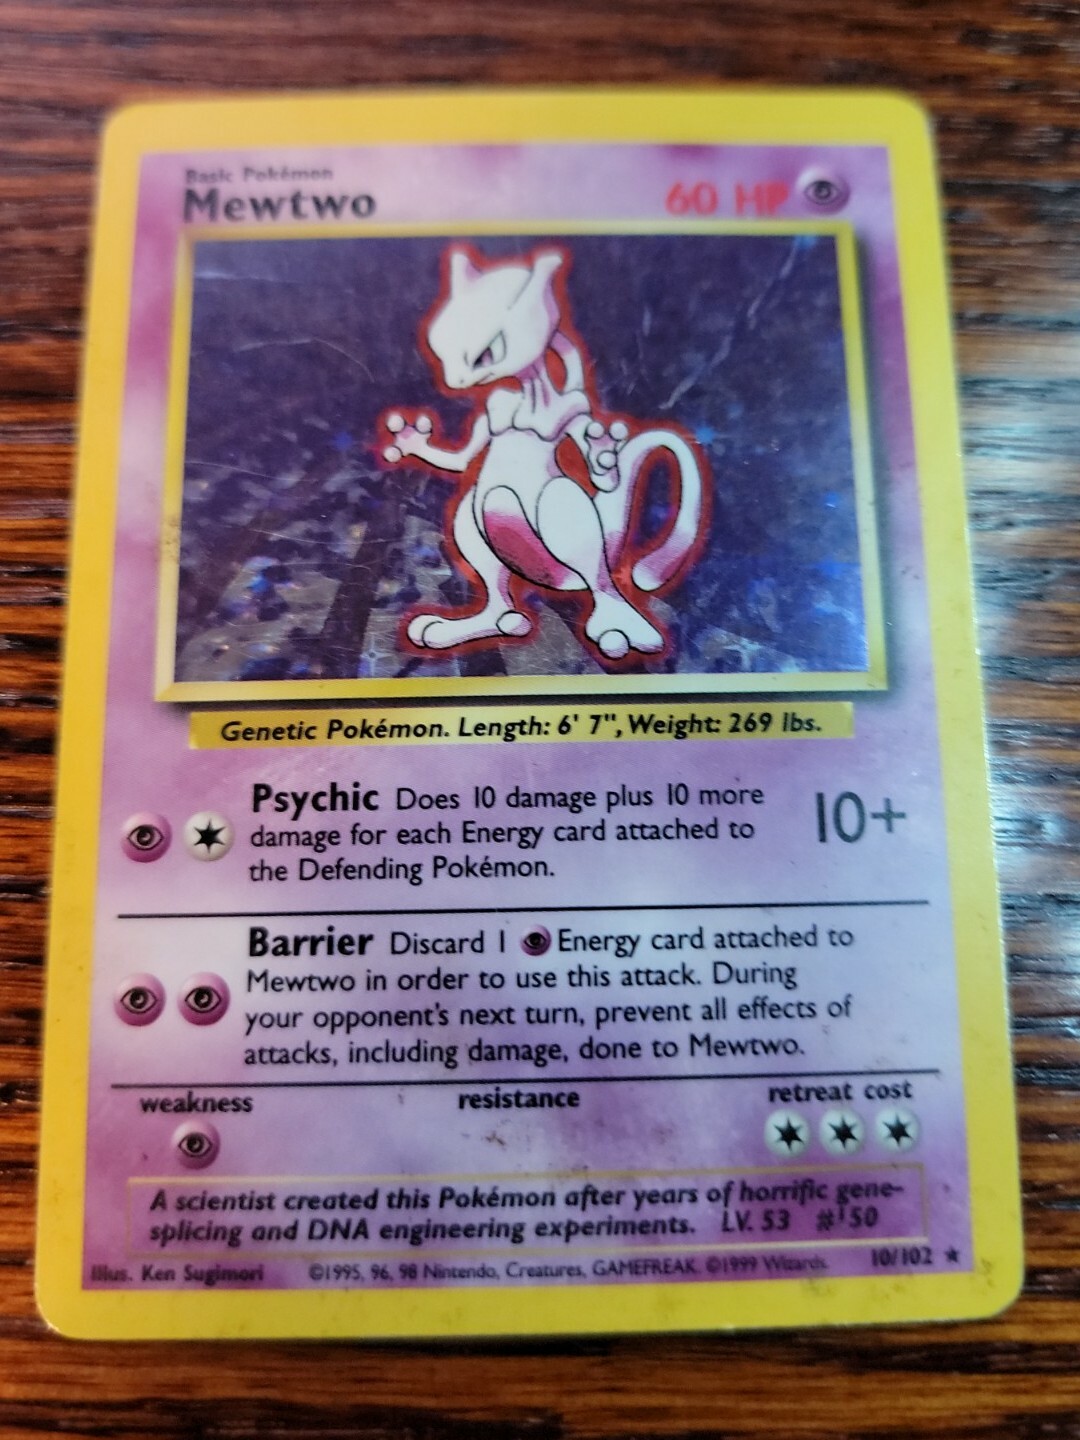 Basic Pokémon
Mewtwo
60 HP
Genetic Pokémon. Length: 6' 7", Weight: 269 lbs.
Psychic Does 10 damage plus 10 more
damage for each Energy card attached to
the Defending Pokémon.
10+
Barrier Discard 1 Energy card attached to
Mewtwo in order to use this attack. During
your opponent's next turn, prevent all effects of
attacks, including damage, done to Mewtwo.
weakness
resistance
retreat cost
A scientist created this Pokémon after years of horrific gene-
splicing and DNA engineering experiments. LV. 53 #150
Illus. Ken Sugimori ©1995, 96, 98 Nintendo, Creatures, GAMEFREAK. ©1999 Wizards. 10/102 ★